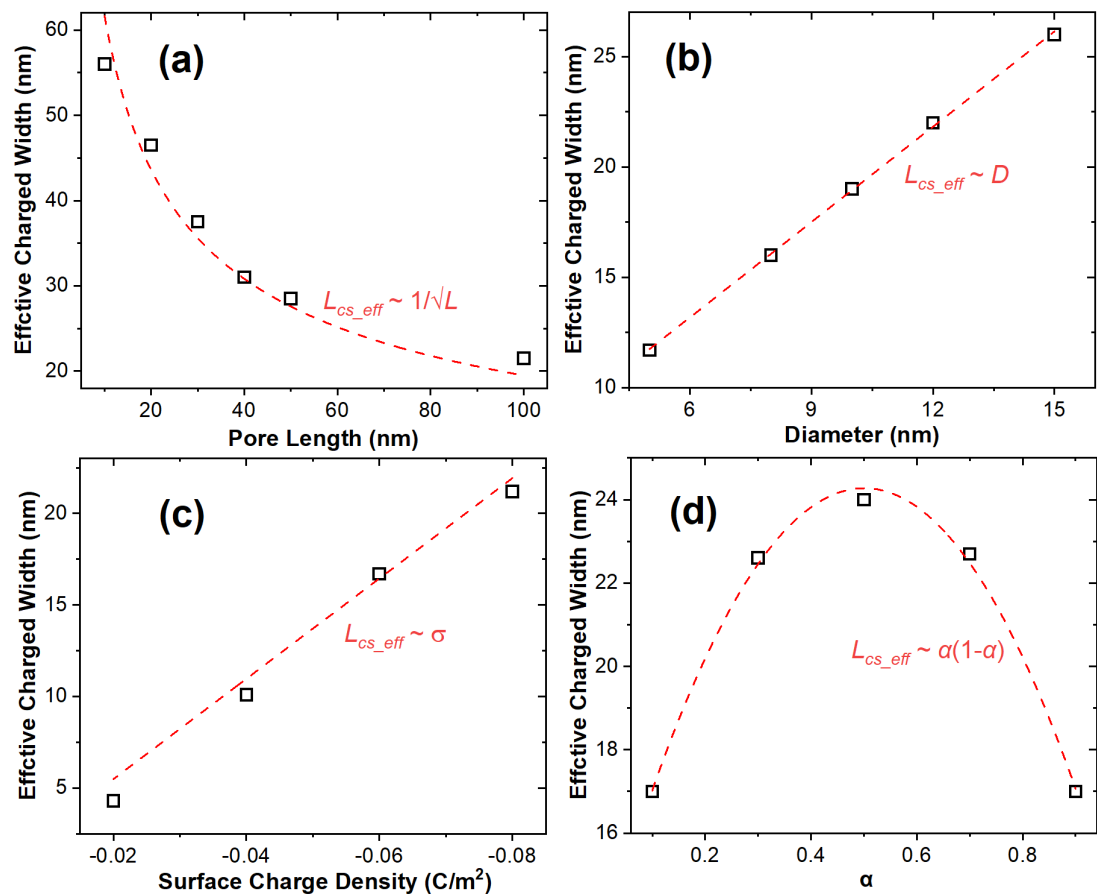 (a)
Effctive Charged Width (nm)
60
50
40
30
20
L_cs_eff ~ 1/√L
20
40
60
80
100
Pore Length (nm)
(b)
Effctive Charged Width (nm)
25
20
15
10
L_cs_eff ~ D
6
9
12
15
Diameter (nm)
(c)
Effctive Charged Width (nm)
20
15
10
5
L_cs_eff ~ σ
-0.02
-0.04
-0.06
-0.08
Surface Charge Density (C/m²)
(d)
Effctive Charged Width (nm)
24
22
20
18
16
L_cs_eff ~ α(1-α)
0.2
0.4
0.6
0.8
α